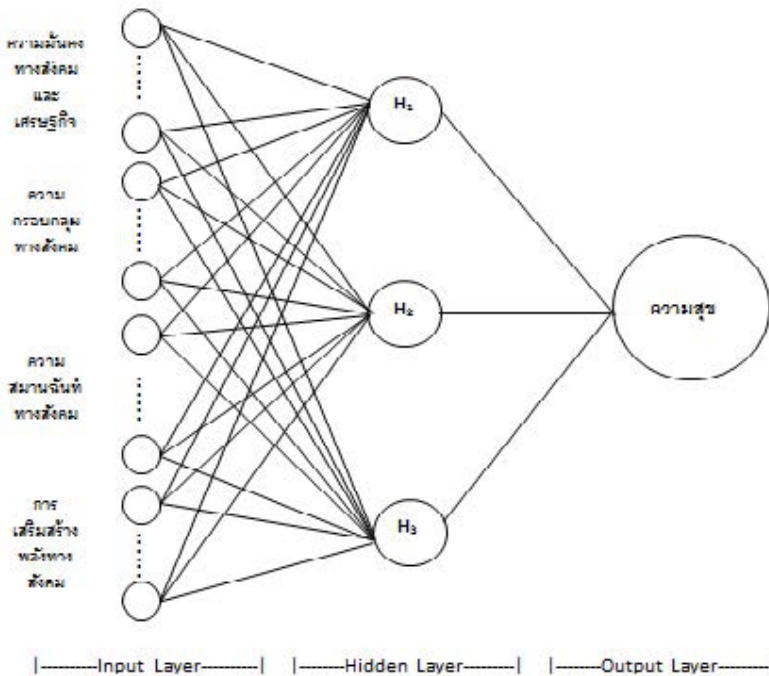 ความมั่นคง
ทางสังคม
และ
เศรษฐกิจ
ความ
ครอบคลุม
ทางสังคม
ความ
สมานฉันท์
ทางสังคม
การ
เสริมสร้าง
พลังทาง
สังคม
H₁
H₂
H₃
ความสุข
|----------Input Layer----------| |-------Hidden Layer--------| |--------Output Layer---------